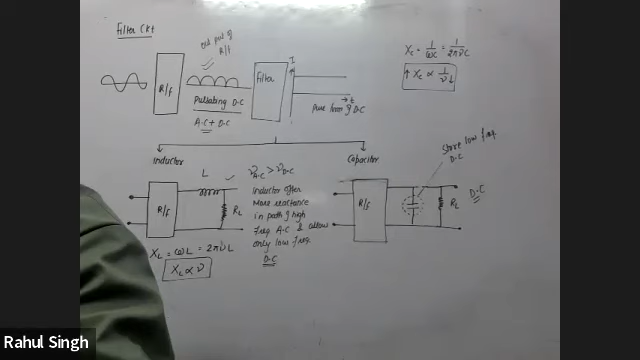 Filter Ckt
Out put of
R/f
R/f
Pulsating D.C
A.C + D.C
Filter
I
t
Pure form of D.C
Xc = 1/ωC = 1/2πνC
↑ Xc ∝ 1/ν ↓
Inductor
Capacitor
L
ν A.C > ν D.C
R/f
RL
Inductor offer
More reactance
in path of high
freq A.C & allow
only low freq.
D.C
XL = ωL = 2πνL
XL ∝ ν
R/f
RL
Store low freq
D.C
D.C
Rahul Singh